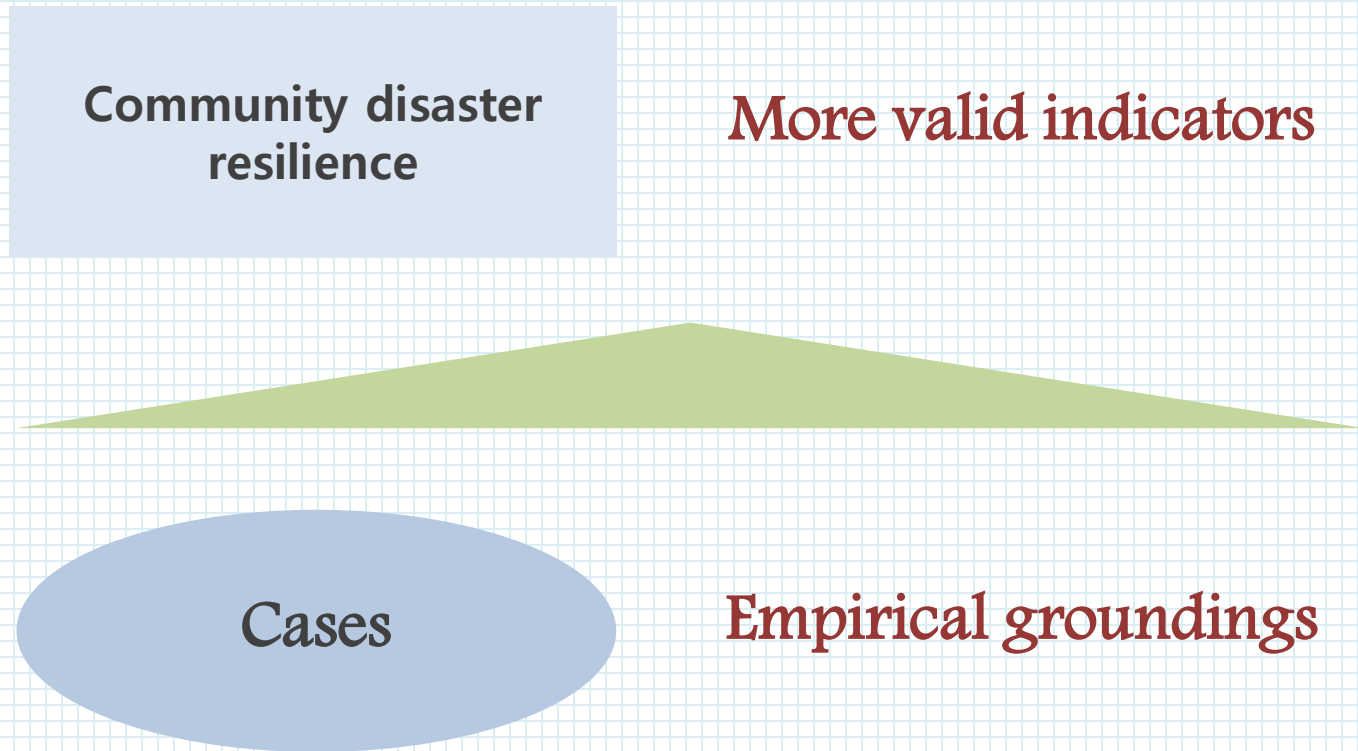 Community disaster
resilience
More valid indicators
Cases
Empirical groundings